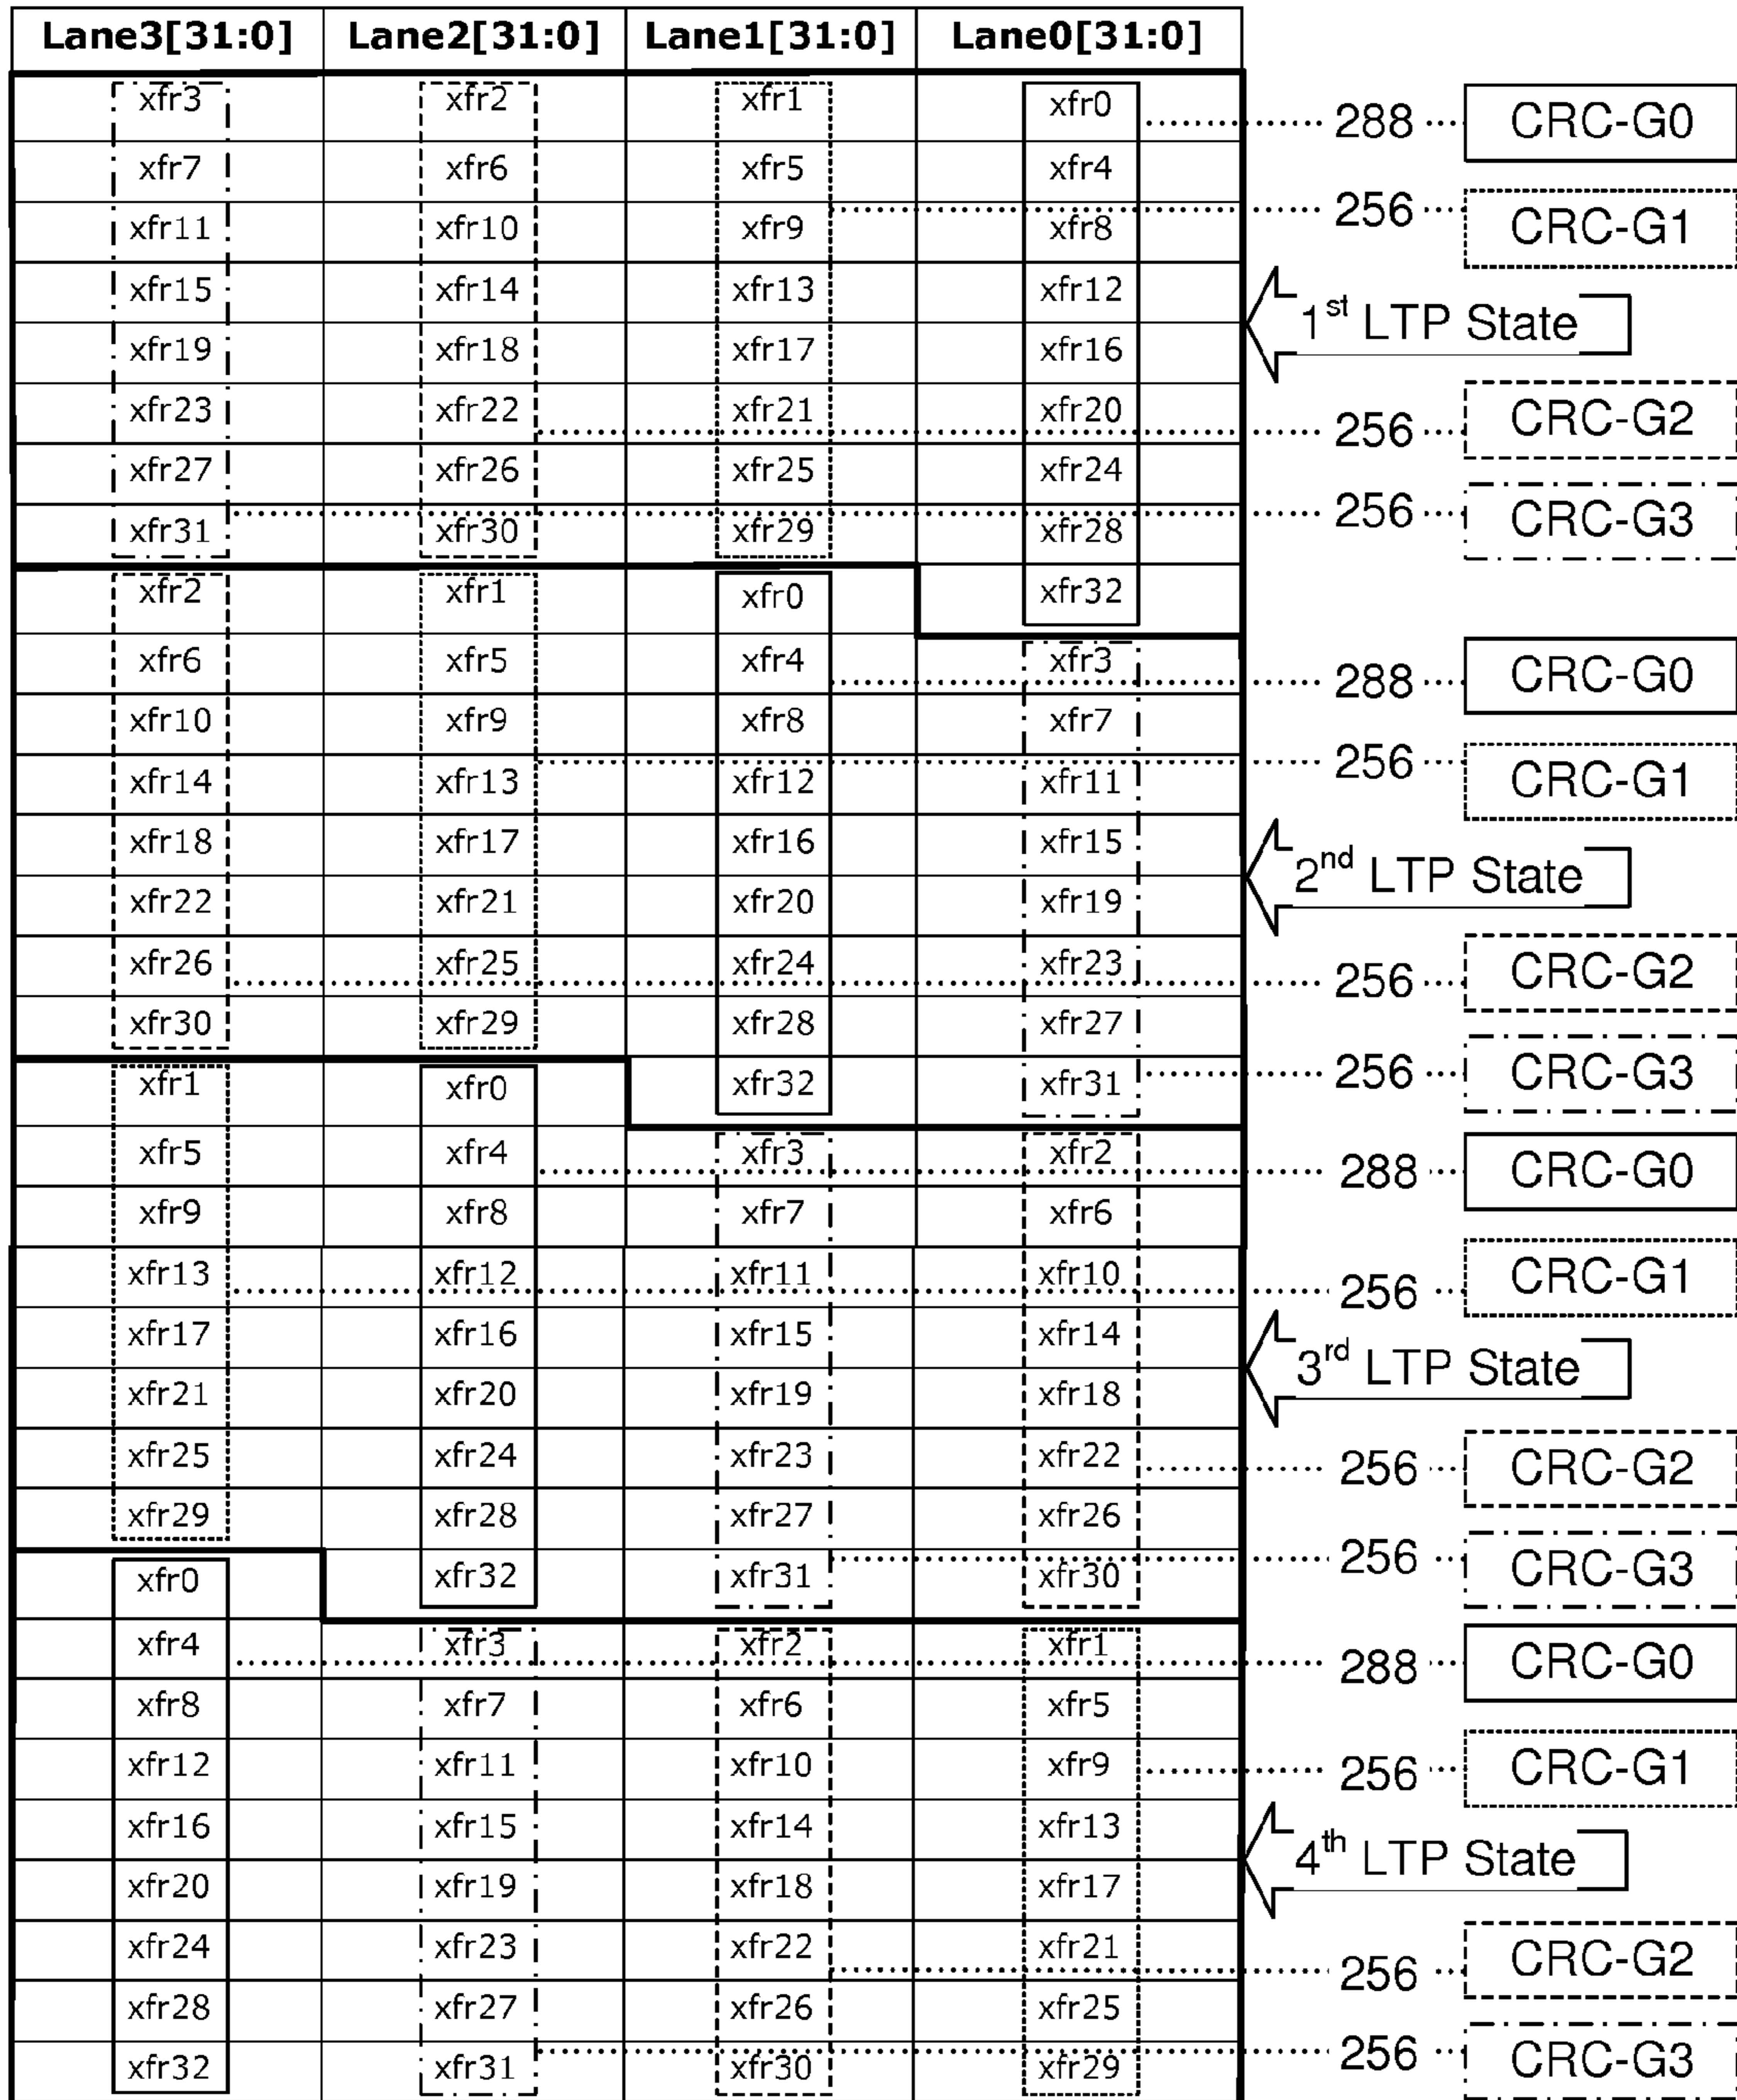 Lane3[31:0] Lane2[31:0] Lane1[31:0] Lane0[31:0]
xfr3 xfr2 xfr1 xfr0 288 CRC-G0
xfr7 xfr6 xfr5 xfr4
xfr11 xfr10 xfr9 xfr8 256 CRC-G1
xfr15 xfr14 xfr13 xfr12 1st LTP State
xfr19 xfr18 xfr17 xfr16
xfr23 xfr22 xfr21 xfr20 256 CRC-G2
xfr27 xfr26 xfr25 xfr24
xfr31 xfr30 xfr29 xfr28 256 CRC-G3
xfr2 xfr1 xfr0 xfr32
xfr6 xfr5 xfr4 xfr3 288 CRC-G0
xfr10 xfr9 xfr8 xfr7
xfr14 xfr13 xfr12 xfr11 256 CRC-G1
xfr18 xfr17 xfr16 xfr15 2nd LTP State
xfr22 xfr21 xfr20 xfr19
xfr26 xfr25 xfr24 xfr23 256 CRC-G2
xfr30 xfr29 xfr28 xfr27
xfr1 xfr0 xfr32 xfr31 256 CRC-G3
xfr5 xfr4 xfr3 xfr2 288 CRC-G0
xfr9 xfr8 xfr7 xfr6
xfr13 xfr12 xfr11 xfr10 256 CRC-G1
xfr17 xfr16 xfr15 xfr14 3rd LTP State
xfr21 xfr20 xfr19 xfr18
xfr25 xfr24 xfr23 xfr22 256 CRC-G2
xfr29 xfr28 xfr27 xfr26
xfr0 xfr32 xfr31 xfr30 256 CRC-G3
xfr4 xfr3 xfr2 xfr1 288 CRC-G0
xfr8 xfr7 xfr6 xfr5
xfr12 xfr11 xfr10 xfr9 256 CRC-G1
xfr16 xfr15 xfr14 xfr13 4th LTP State
xfr20 xfr19 xfr18 xfr17
xfr24 xfr23 xfr22 xfr21 256 CRC-G2
xfr28 xfr27 xfr26 xfr25
xfr32 xfr31 xfr30 xfr29 256 CRC-G3